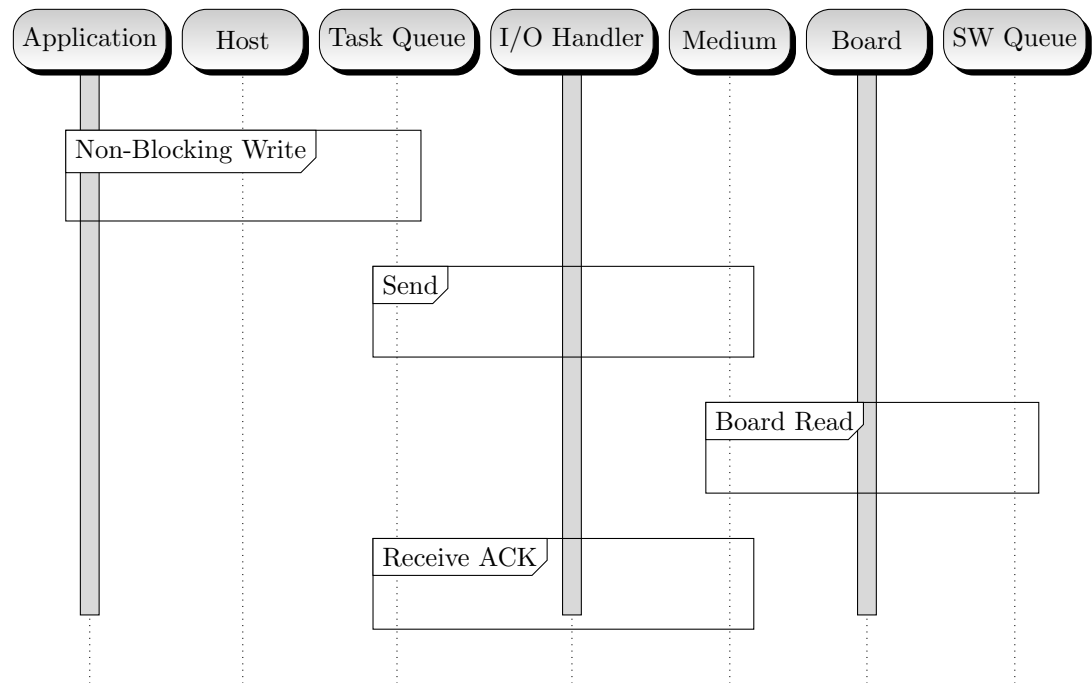 Application Host Task Queue I/O Handler Medium Board SW Queue
Non-Blocking Write
Send
Board Read
Receive ACK